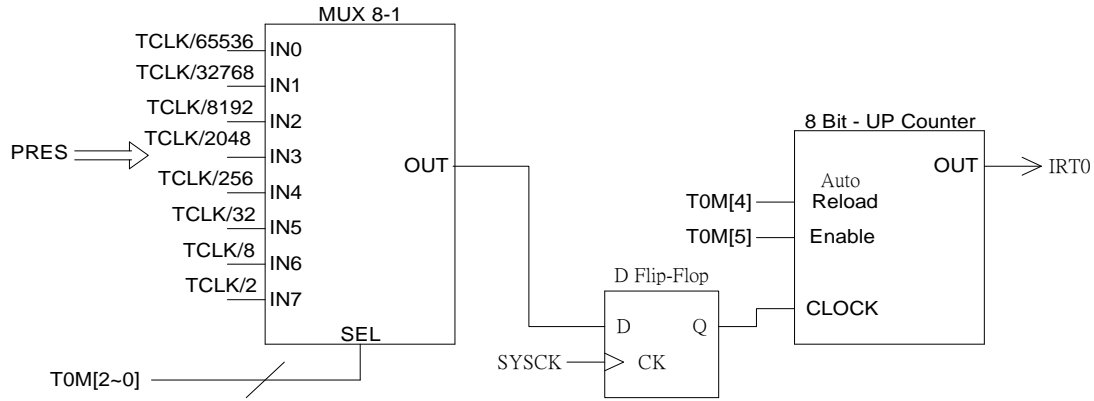 MUX 8-1
TCLK/65536 IN0
TCLK/32768 IN1
TCLK/8192 IN2
TCLK/2048 IN3
TCLK/256 IN4
TCLK/32 IN5
TCLK/8 IN6
TCLK/2 IN7
PRES
OUT
SEL
T0M[2~0]
D Flip-Flop
D Q
SYSCK CK
8 Bit - UP Counter
OUT IRT0
Auto
T0M[4] Reload
T0M[5] Enable
CLOCK